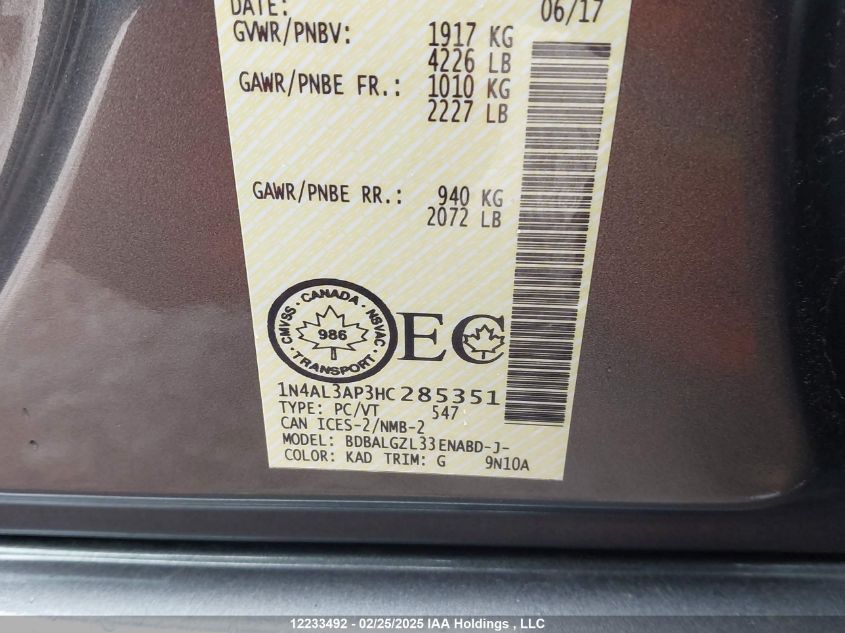 DATE: 06/17
GVWR/PNBV: 1917 KG
4226 LB
GAWR/PNBE FR.: 1010 KG
2227 LB
GAWR/PNBE RR.: 940 KG
2072 LB
CMVSS · CANADA · NSVAC ·
986
TRANSPORT
EC
1N4AL3AP3HC285351
TYPE: PC/VT 547
CAN ICES-2/NMB-2
MODEL: BDBALGZL33ENABD-J-
COLOR: KAD TRIM: G 9N10A
12233492 - 02/25/2025 IAA Holdings , LLC